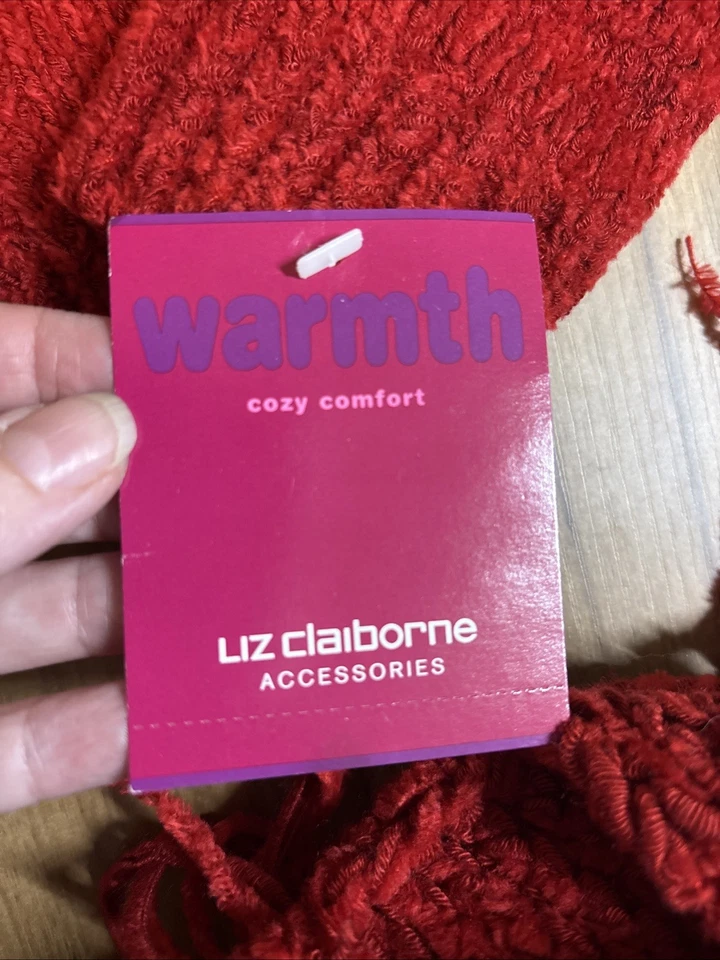 warmth
cozy comfort
Liz claiborne
ACCESSORIES